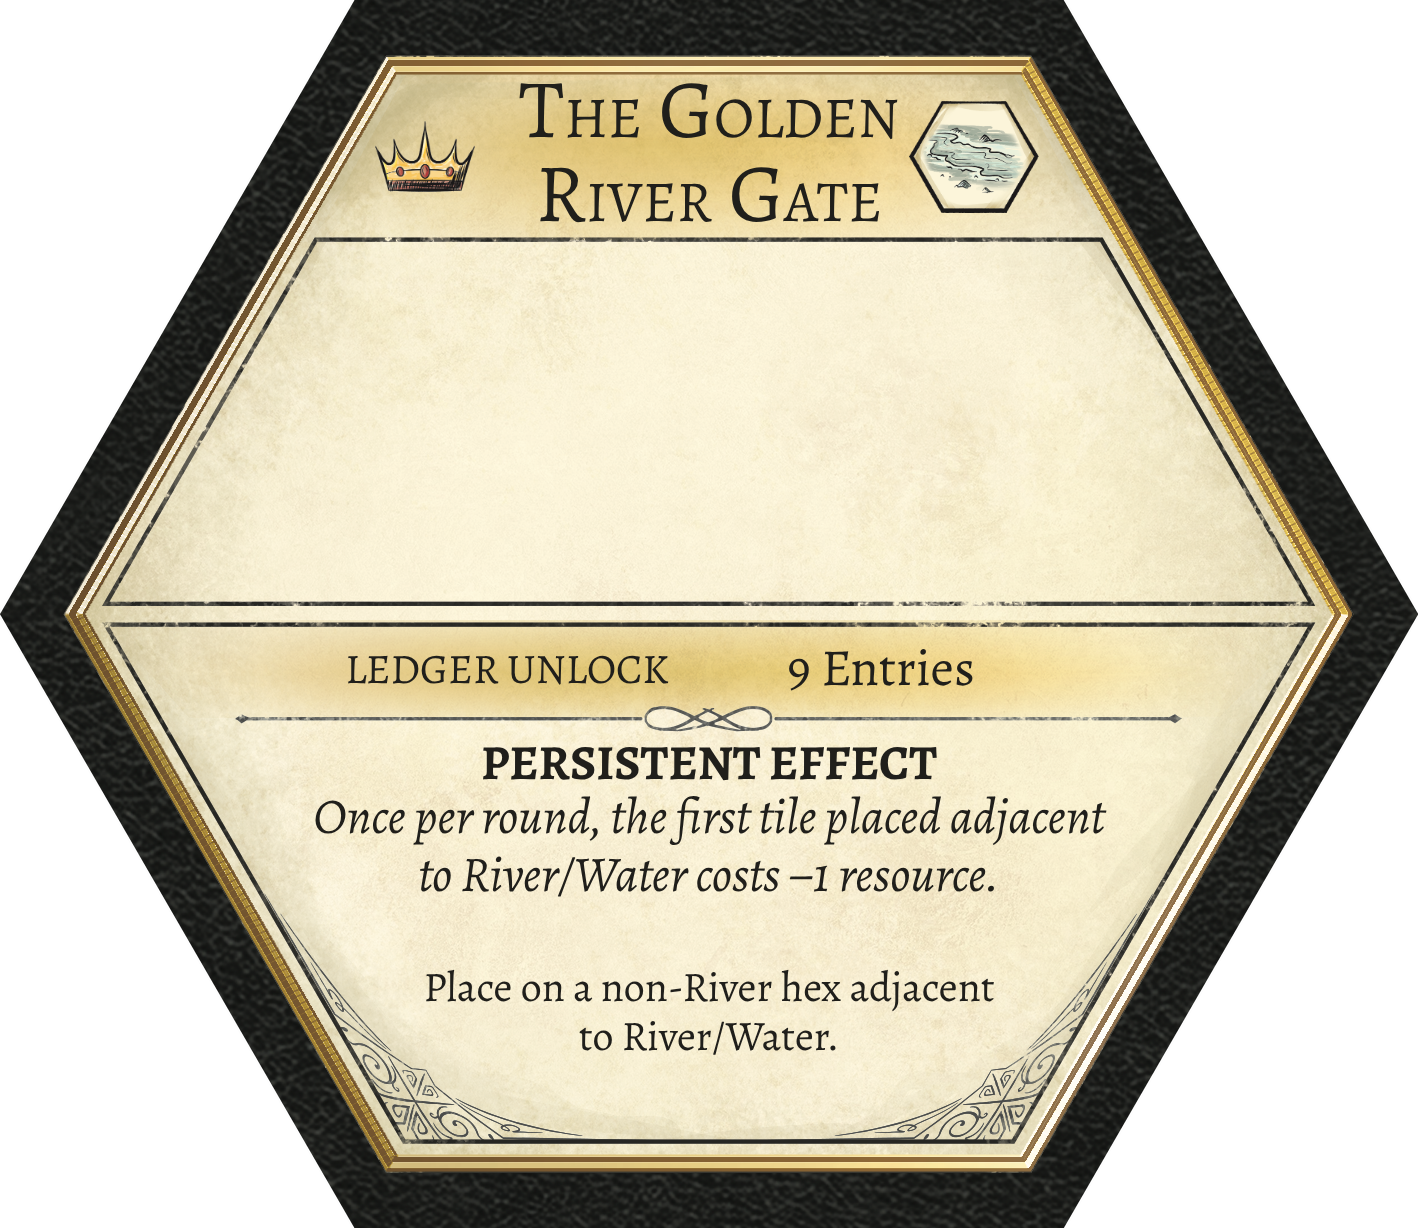 The Golden
River Gate
LEDGER UNLOCK 9 Entries
PERSISTENT EFFECT
Once per round, the first tile placed adjacent
to River/Water costs –1 resource.
Place on a non-River hex adjacent
to River/Water.